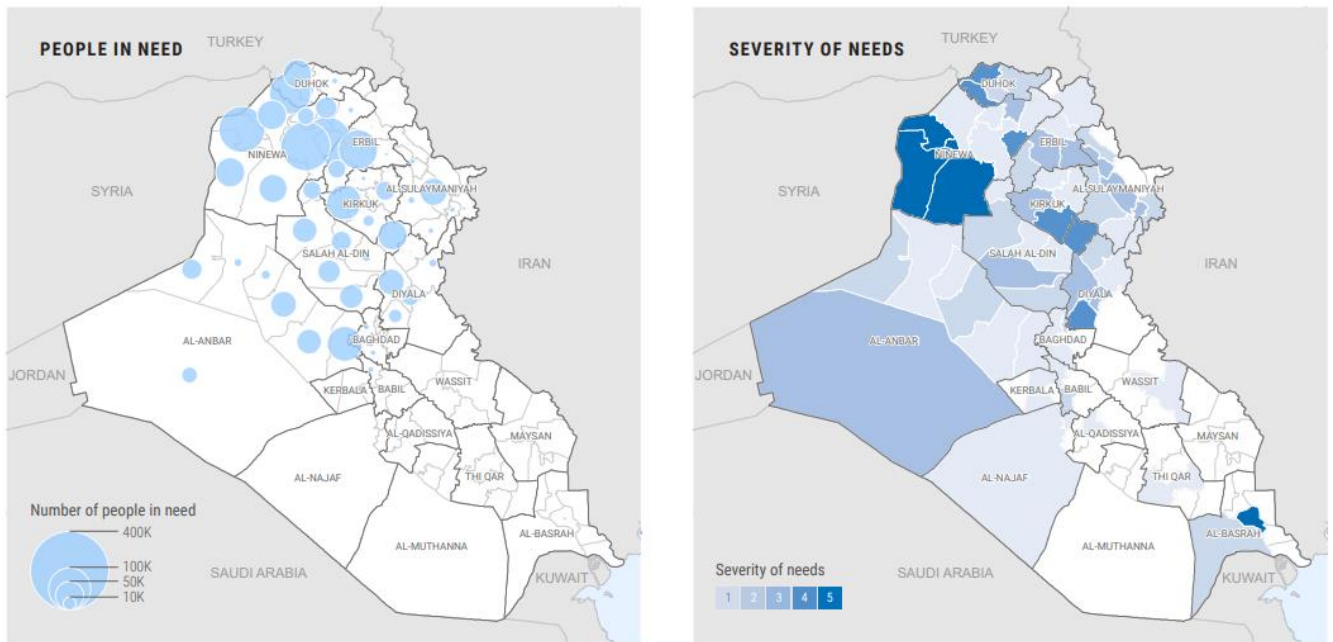 PEOPLE IN NEED
TURKEY
DUHOK
ERBIL
NINEWA
SYRIA
AL-SULAYMANIYAH
KIRKUK
SALAH AL-DIN
IRAN
DIYALA
AL-ANBAR
BAGHDAD
JORDAN
WASSIT
KERBALA
BABIL
AL-QADISSIYA
MAYSAN
AL-NAJAF
THI QAR
Number of people in need
400K
AL-BASRAH
AL-MUTHANNA
100K
50K
SAUDI ARABIA
KUWAIT
10K
SEVERITY OF NEEDS
TURKEY
DUHOK
ERBIL
NINEWA
SYRIA
AL-SULAYMANIYAH
KIRKUK
SALAH AL-DIN
IRAN
DIYALA
AL-ANBAR
BAGHDAD
JORDAN
WASSIT
KERBALA
BABIL
AL-QADISSIYA
MAYSAN
AL-NAJAF
THI QAR
AL-BASRAH
AL-MUTHANNA
Severity of needs
SAUDI ARABIA
KUWAIT
1 2 3 4 5